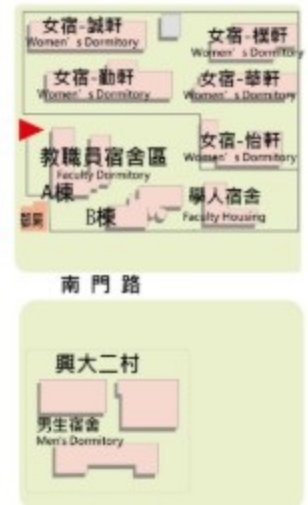 女宿-誠軒
Women's Dormitory
女宿-樸軒
Women's Dormitory
女宿-勤軒
Women's Dormitory
女宿-華軒
Women's Dormitory
女宿-怡軒
Women's Dormitory
教職員宿舍區
Faculty Dormitory
A棟
B棟
學人宿舍
Faculty Housing
郵局
南門路
興大二村
男生宿舍
Men's Dormitory